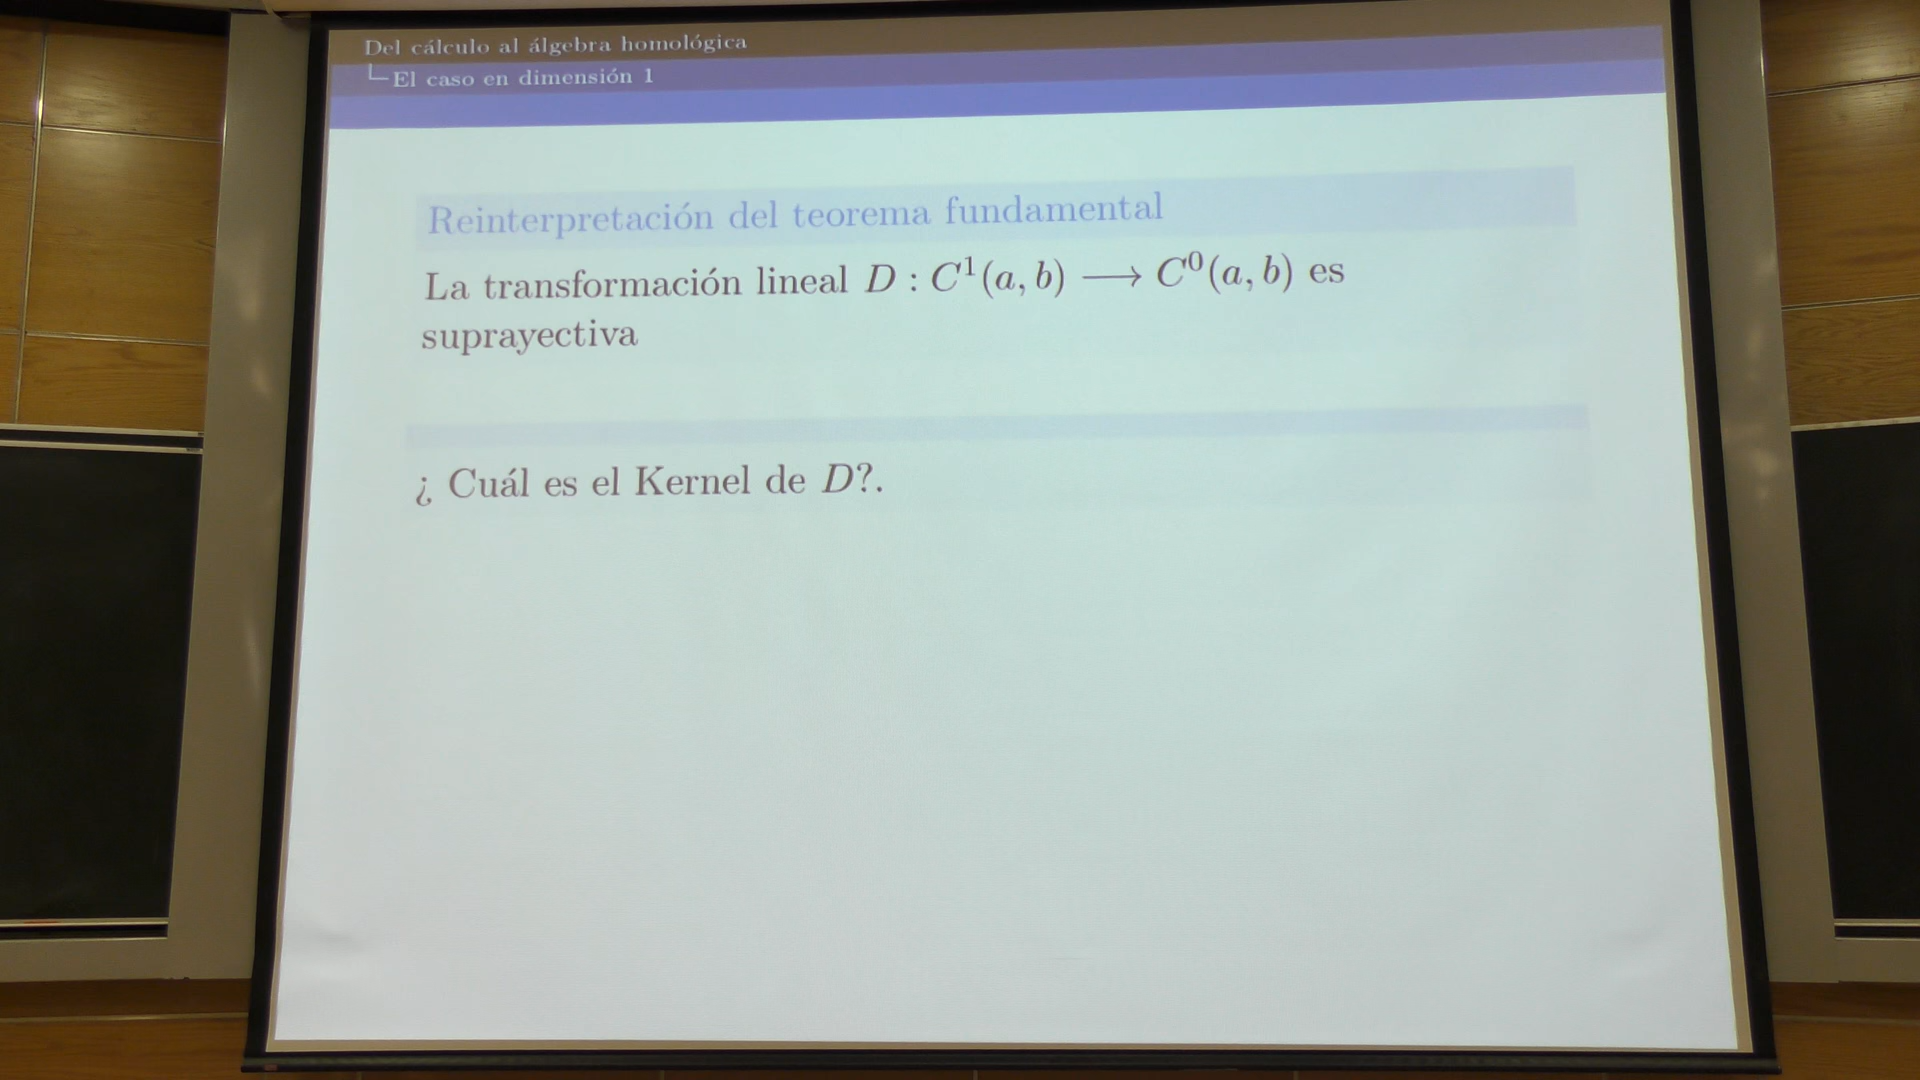 Del cálculo al álgebra homológica
El caso en dimensión 1
Reinterpretación del teorema fundamental
La transformación lineal D : C¹(a, b) ⟶ C⁰(a, b) es
suprayectiva
¿ Cuál es el Kernel de D?.